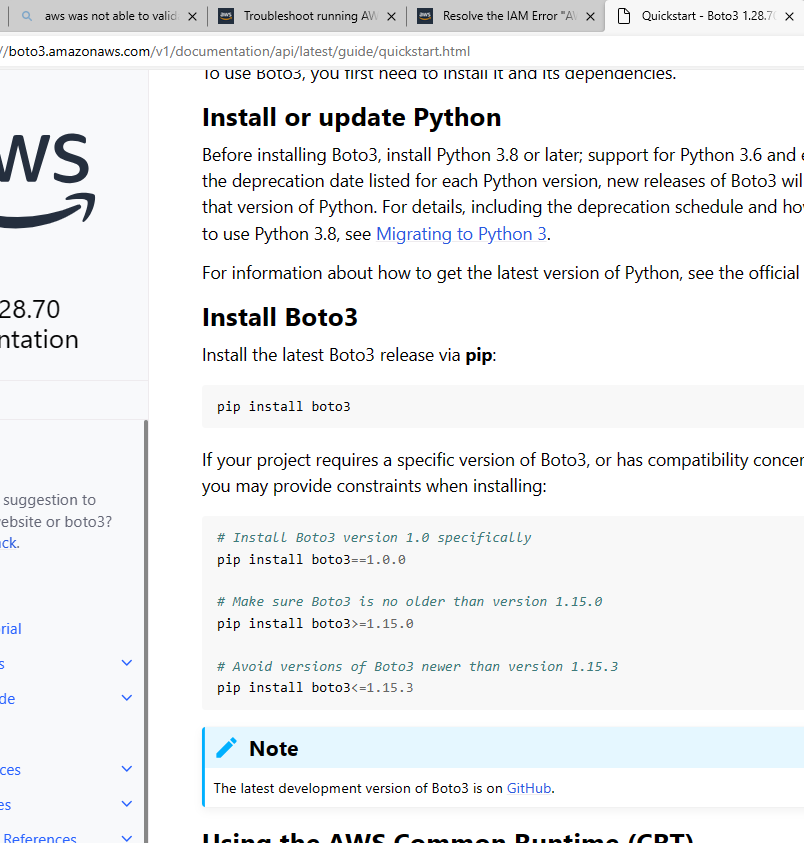 aws was not able to valid
Troubleshoot running AW
Resolve the IAM Error "AW
Quickstart - Boto3 1.28.70
//boto3.amazonaws.com/v1/documentation/api/latest/guide/quickstart.html
To use Boto3, you first need to install it and its dependencies.
Install or update Python
Before installing Boto3, install Python 3.8 or later; support for Python 3.6 and e
the deprecation date listed for each Python version, new releases of Boto3 will
that version of Python. For details, including the deprecation schedule and how
to use Python 3.8, see Migrating to Python 3.
For information about how to get the latest version of Python, see the official
Install Boto3
Install the latest Boto3 release via pip:
pip install boto3
If your project requires a specific version of Boto3, or has compatibility concer
you may provide constraints when installing:
# Install Boto3 version 1.0 specifically
pip install boto3==1.0.0
# Make sure Boto3 is no older than version 1.15.0
pip install boto3>=1.15.0
# Avoid versions of Boto3 newer than version 1.15.3
pip install boto3<=1.15.3
Note
The latest development version of Boto3 is on GitHub.
Using the AWS Common Runtime (CRT)
ws
28.70
ntation
suggestion to
ebsite or boto3?
ck.
rial
s
de
ces
es
References